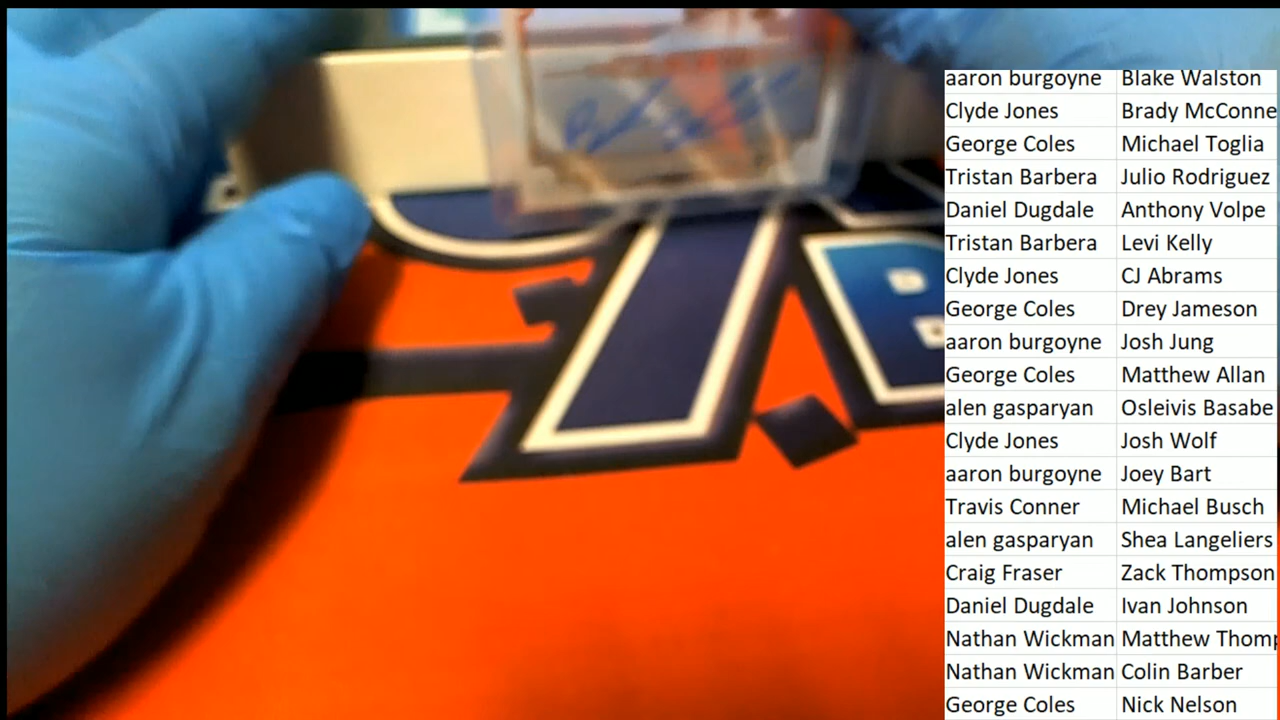 aaron burgoyne Blake Walston
Clyde Jones Brady McConne
George Coles Michael Toglia
Tristan Barbera Julio Rodriguez
Daniel Dugdale Anthony Volpe
Tristan Barbera Levi Kelly
Clyde Jones CJ Abrams
George Coles Drey Jameson
aaron burgoyne Josh Jung
George Coles Matthew Allan
alen gasparyan Osleivis Basabe
Clyde Jones Josh Wolf
aaron burgoyne Joey Bart
Travis Conner Michael Busch
alen gasparyan Shea Langeliers
Craig Fraser Zack Thompson
Daniel Dugdale Ivan Johnson
Nathan Wickman Matthew Thomp
Nathan Wickman Colin Barber
George Coles Nick Nelson